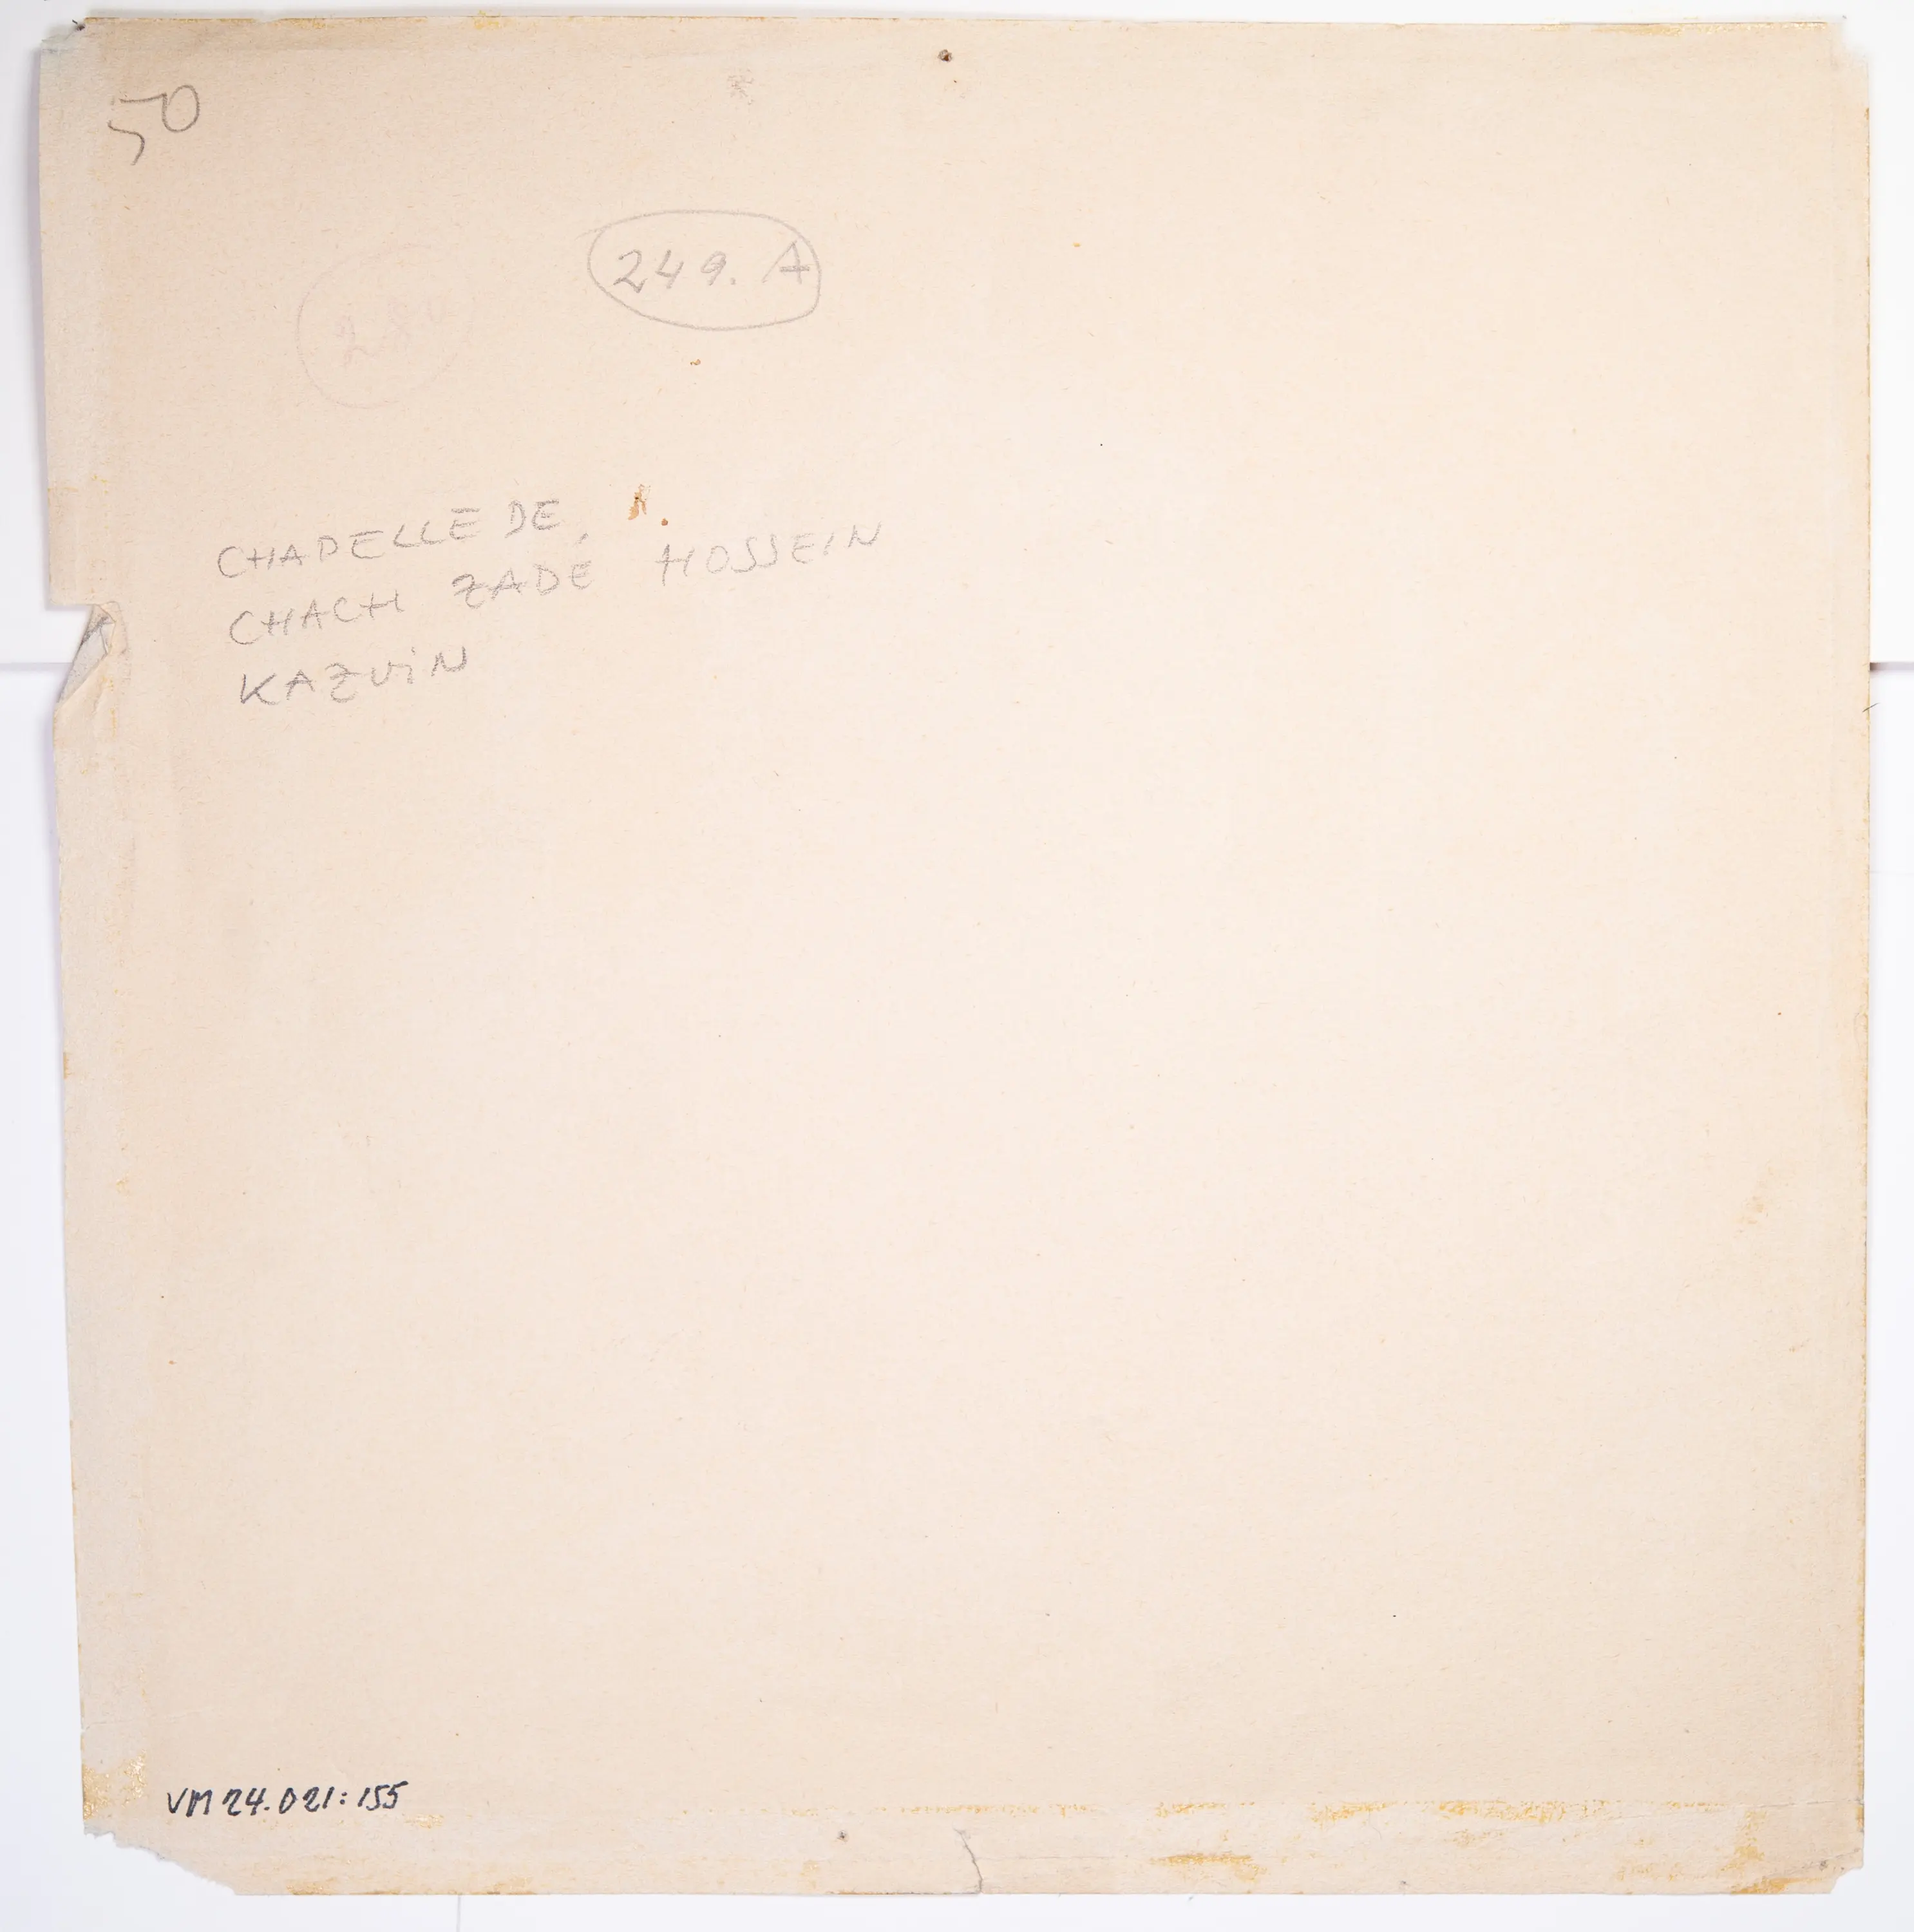 50
249. A
CHAPELLE DE
CHACH ZADÉ HOSSEIN
KAZVIN
VM 24.021:155